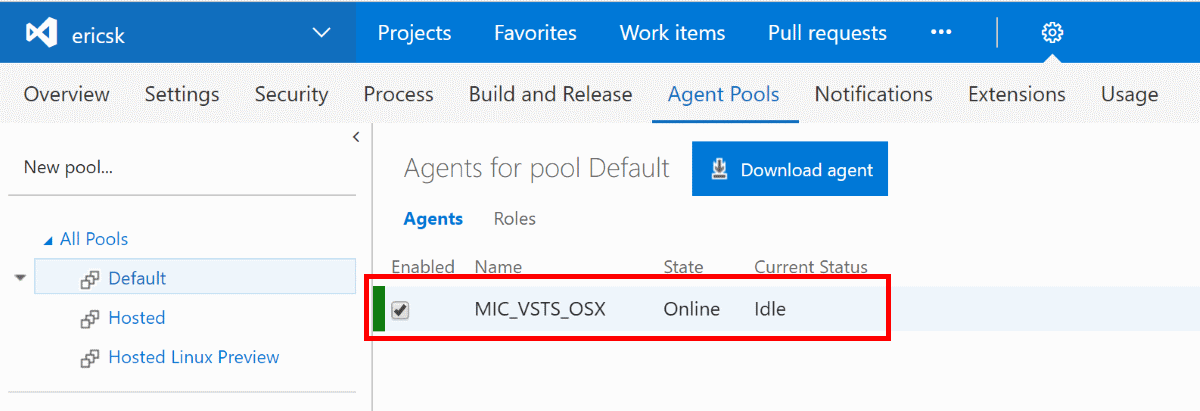 ericsk Projects Favorites Work items Pull requests ...
Overview Settings Security Process Build and Release Agent Pools Notifications Extensions Usage
New pool...
All Pools
Default
Hosted
Hosted Linux Preview
Agents for pool Default Download agent
Agents Roles
Enabled Name State Current Status
MIC_VSTS_OSX Online Idle